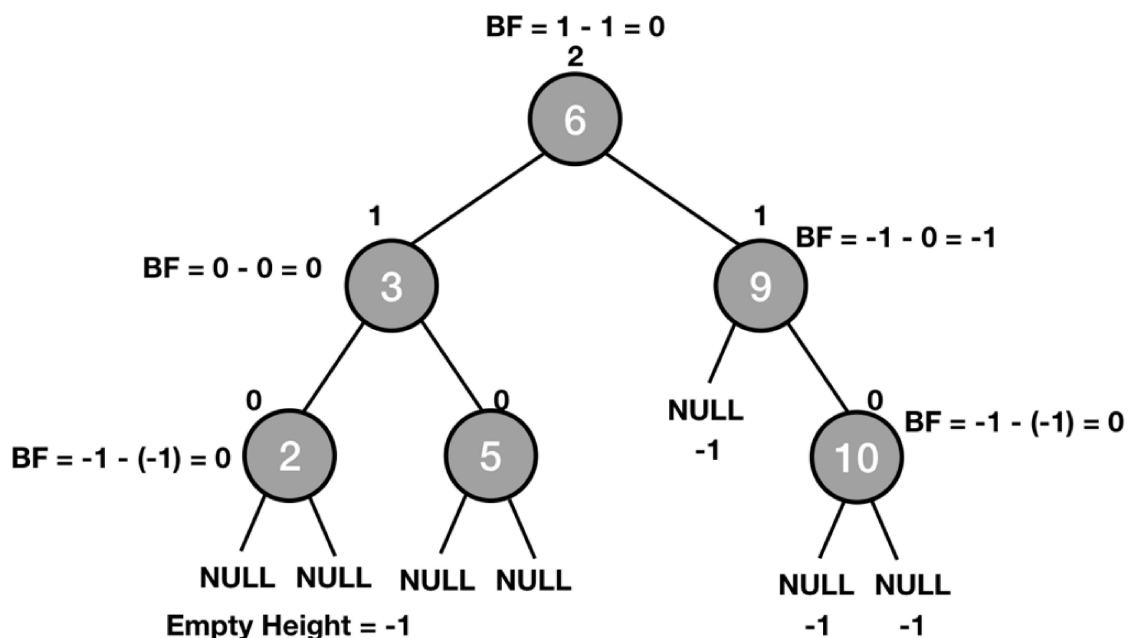 BF = 1 - 1 = 0
2
6
1
1
BF = -1 - 0 = -1
BF = 0 - 0 = 0
3
9
0
0
NULL
-1
0
BF = -1 - (-1) = 0
BF = -1 - (-1) = 0
2
5
10
NULL NULL NULL NULL
NULL NULL
Empty Height = -1
-1 -1